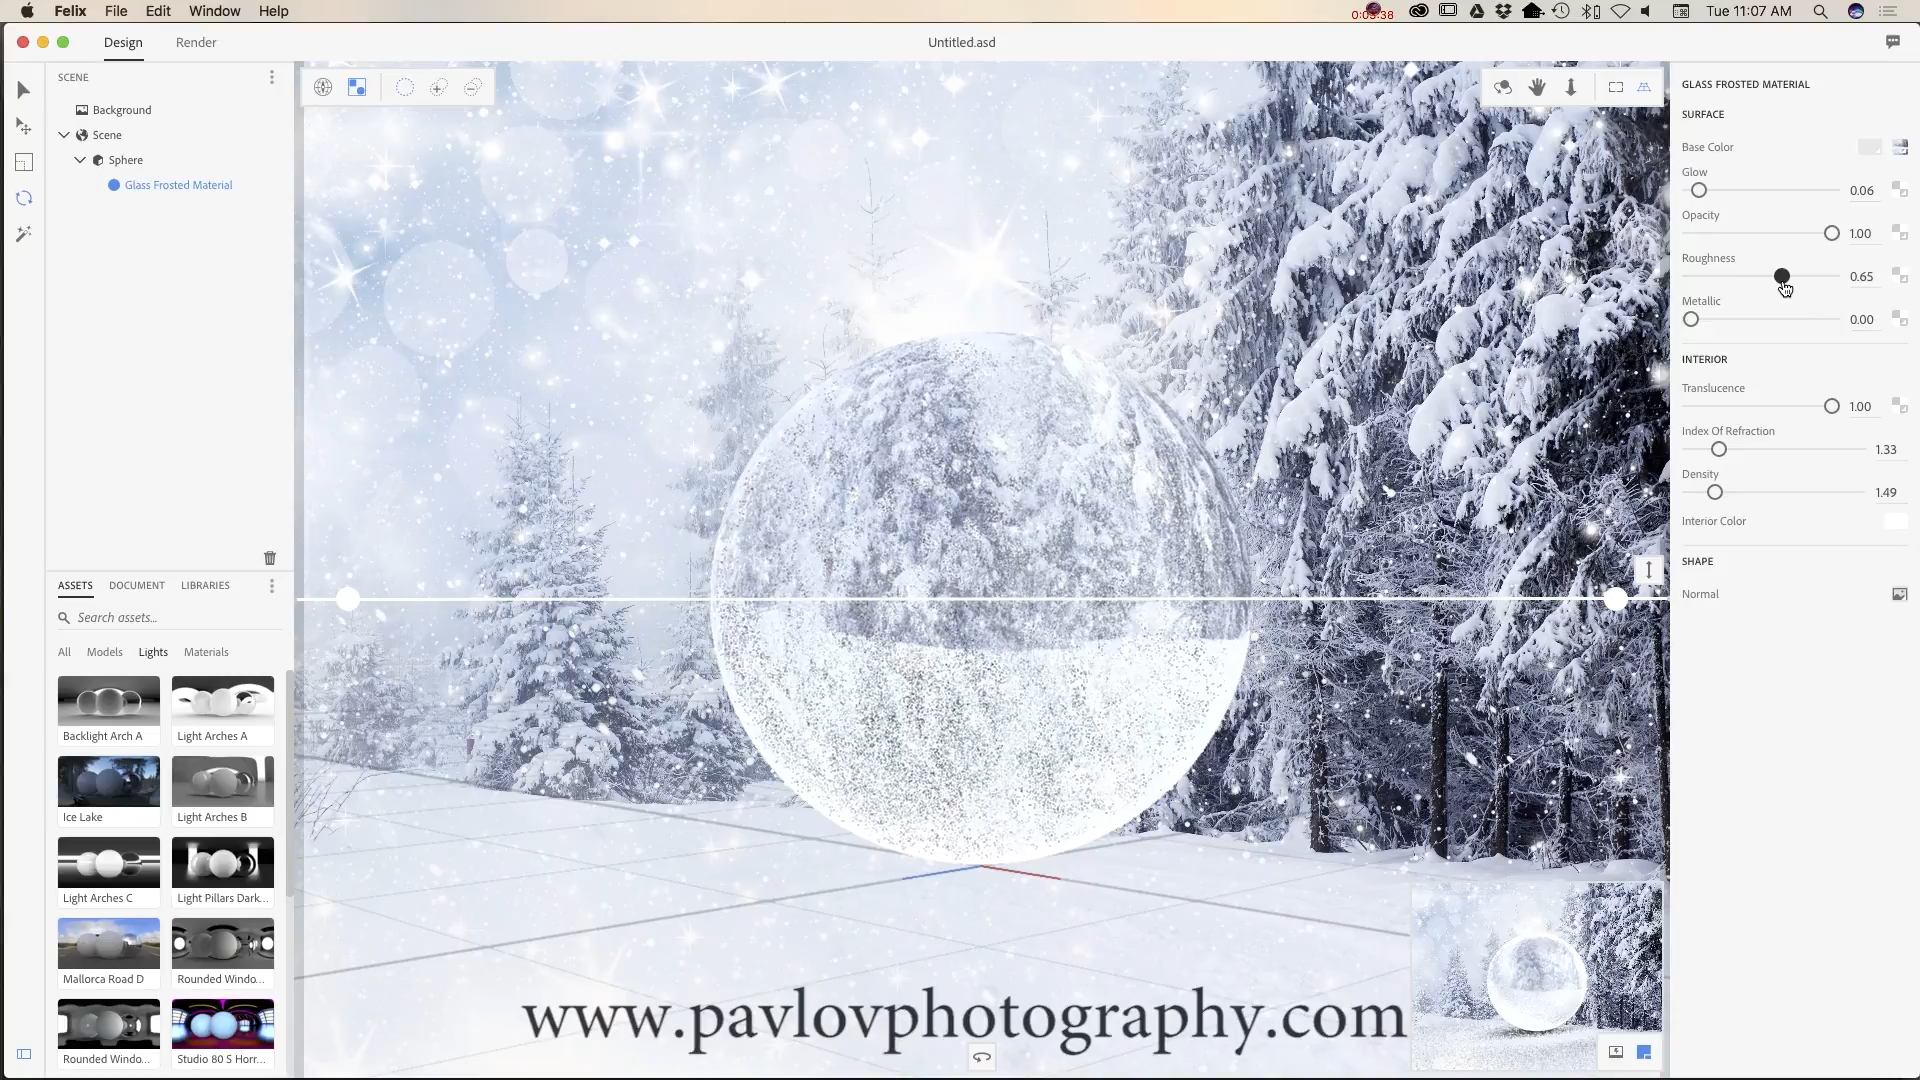 Felix File Edit Window Help
0:05:38
Tue 11:07 AM
Design Render
Untitled.asd
SCENE
Background
Scene
Sphere
Glass Frosted Material
GLASS FROSTED MATERIAL
SURFACE
Base Color
Glow
0.06
Opacity
1.00
Roughness
0.65
Metallic
0.00
INTERIOR
Translucence
1.00
Index Of Refraction
1.33
Density
1.49
Interior Color
SHAPE
Normal
ASSETS DOCUMENT LIBRARIES
Search assets...
All Models Lights Materials
Backlight Arch A Light Arches A
Ice Lake Light Arches B
Light Arches C Light Pillars Dark...
Mallorca Road D Rounded Windo...
Rounded Windo... Studio 80 S Horr...
www.pavlovphotography.com